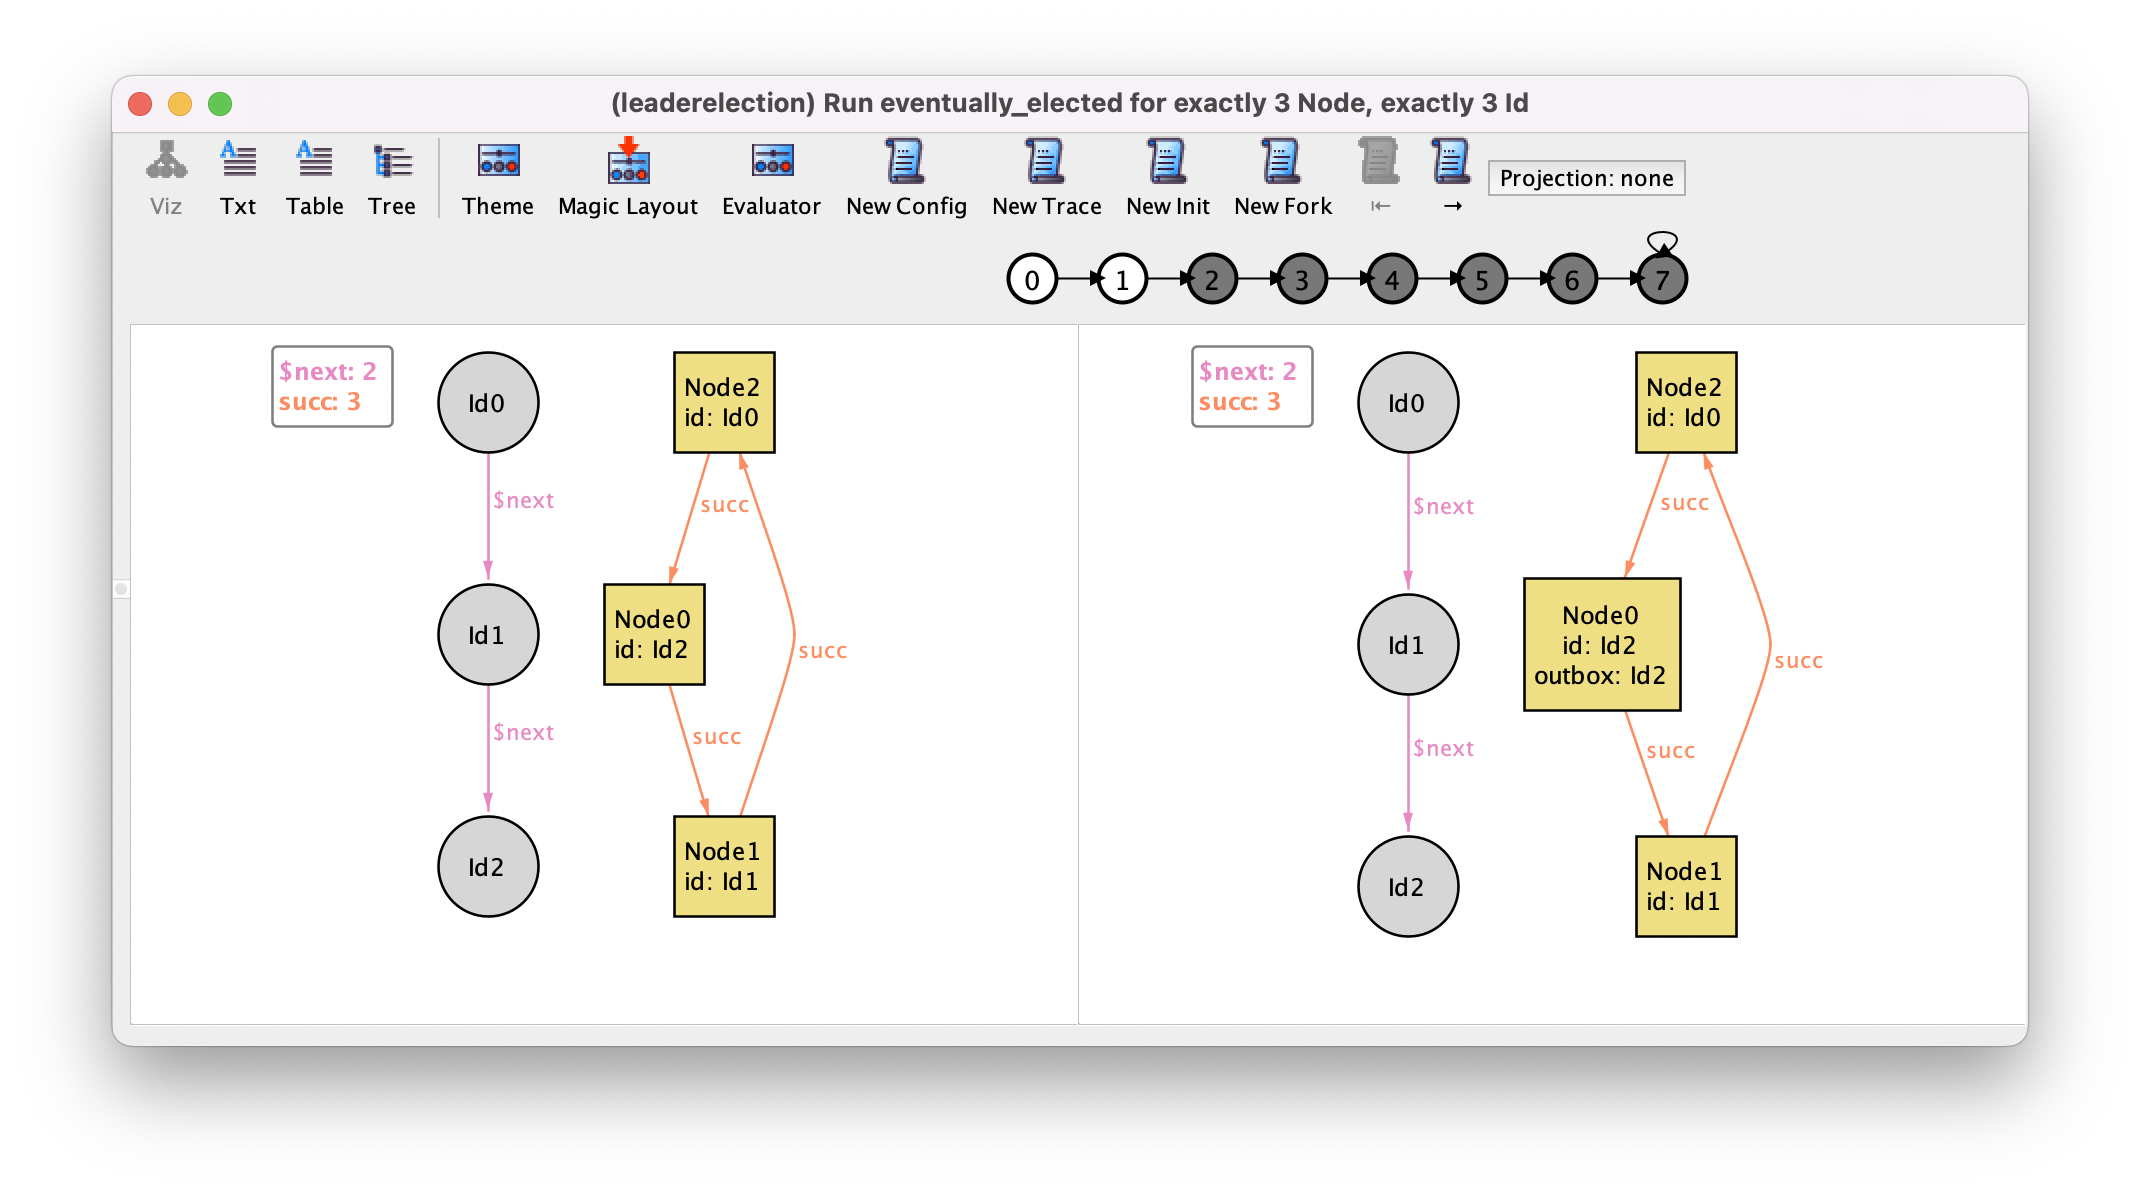 (leaderelection) Run eventually_elected for exactly 3 Node, exactly 3 Id
Viz Txt Table Tree Theme Magic Layout Evaluator New Config New Trace New Init New Fork ⇤ → Projection: none
0 1 2 3 4 5 6 7
$next: 2
succ: 3
Id0
Node2
id: Id0
$next
succ
Id1
Node0
id: Id2
succ
$next
succ
Id2
Node1
id: Id1
$next: 2
succ: 3
Id0
Node2
id: Id0
$next
succ
Id1
Node0
id: Id2
outbox: Id2
succ
$next
succ
Id2
Node1
id: Id1